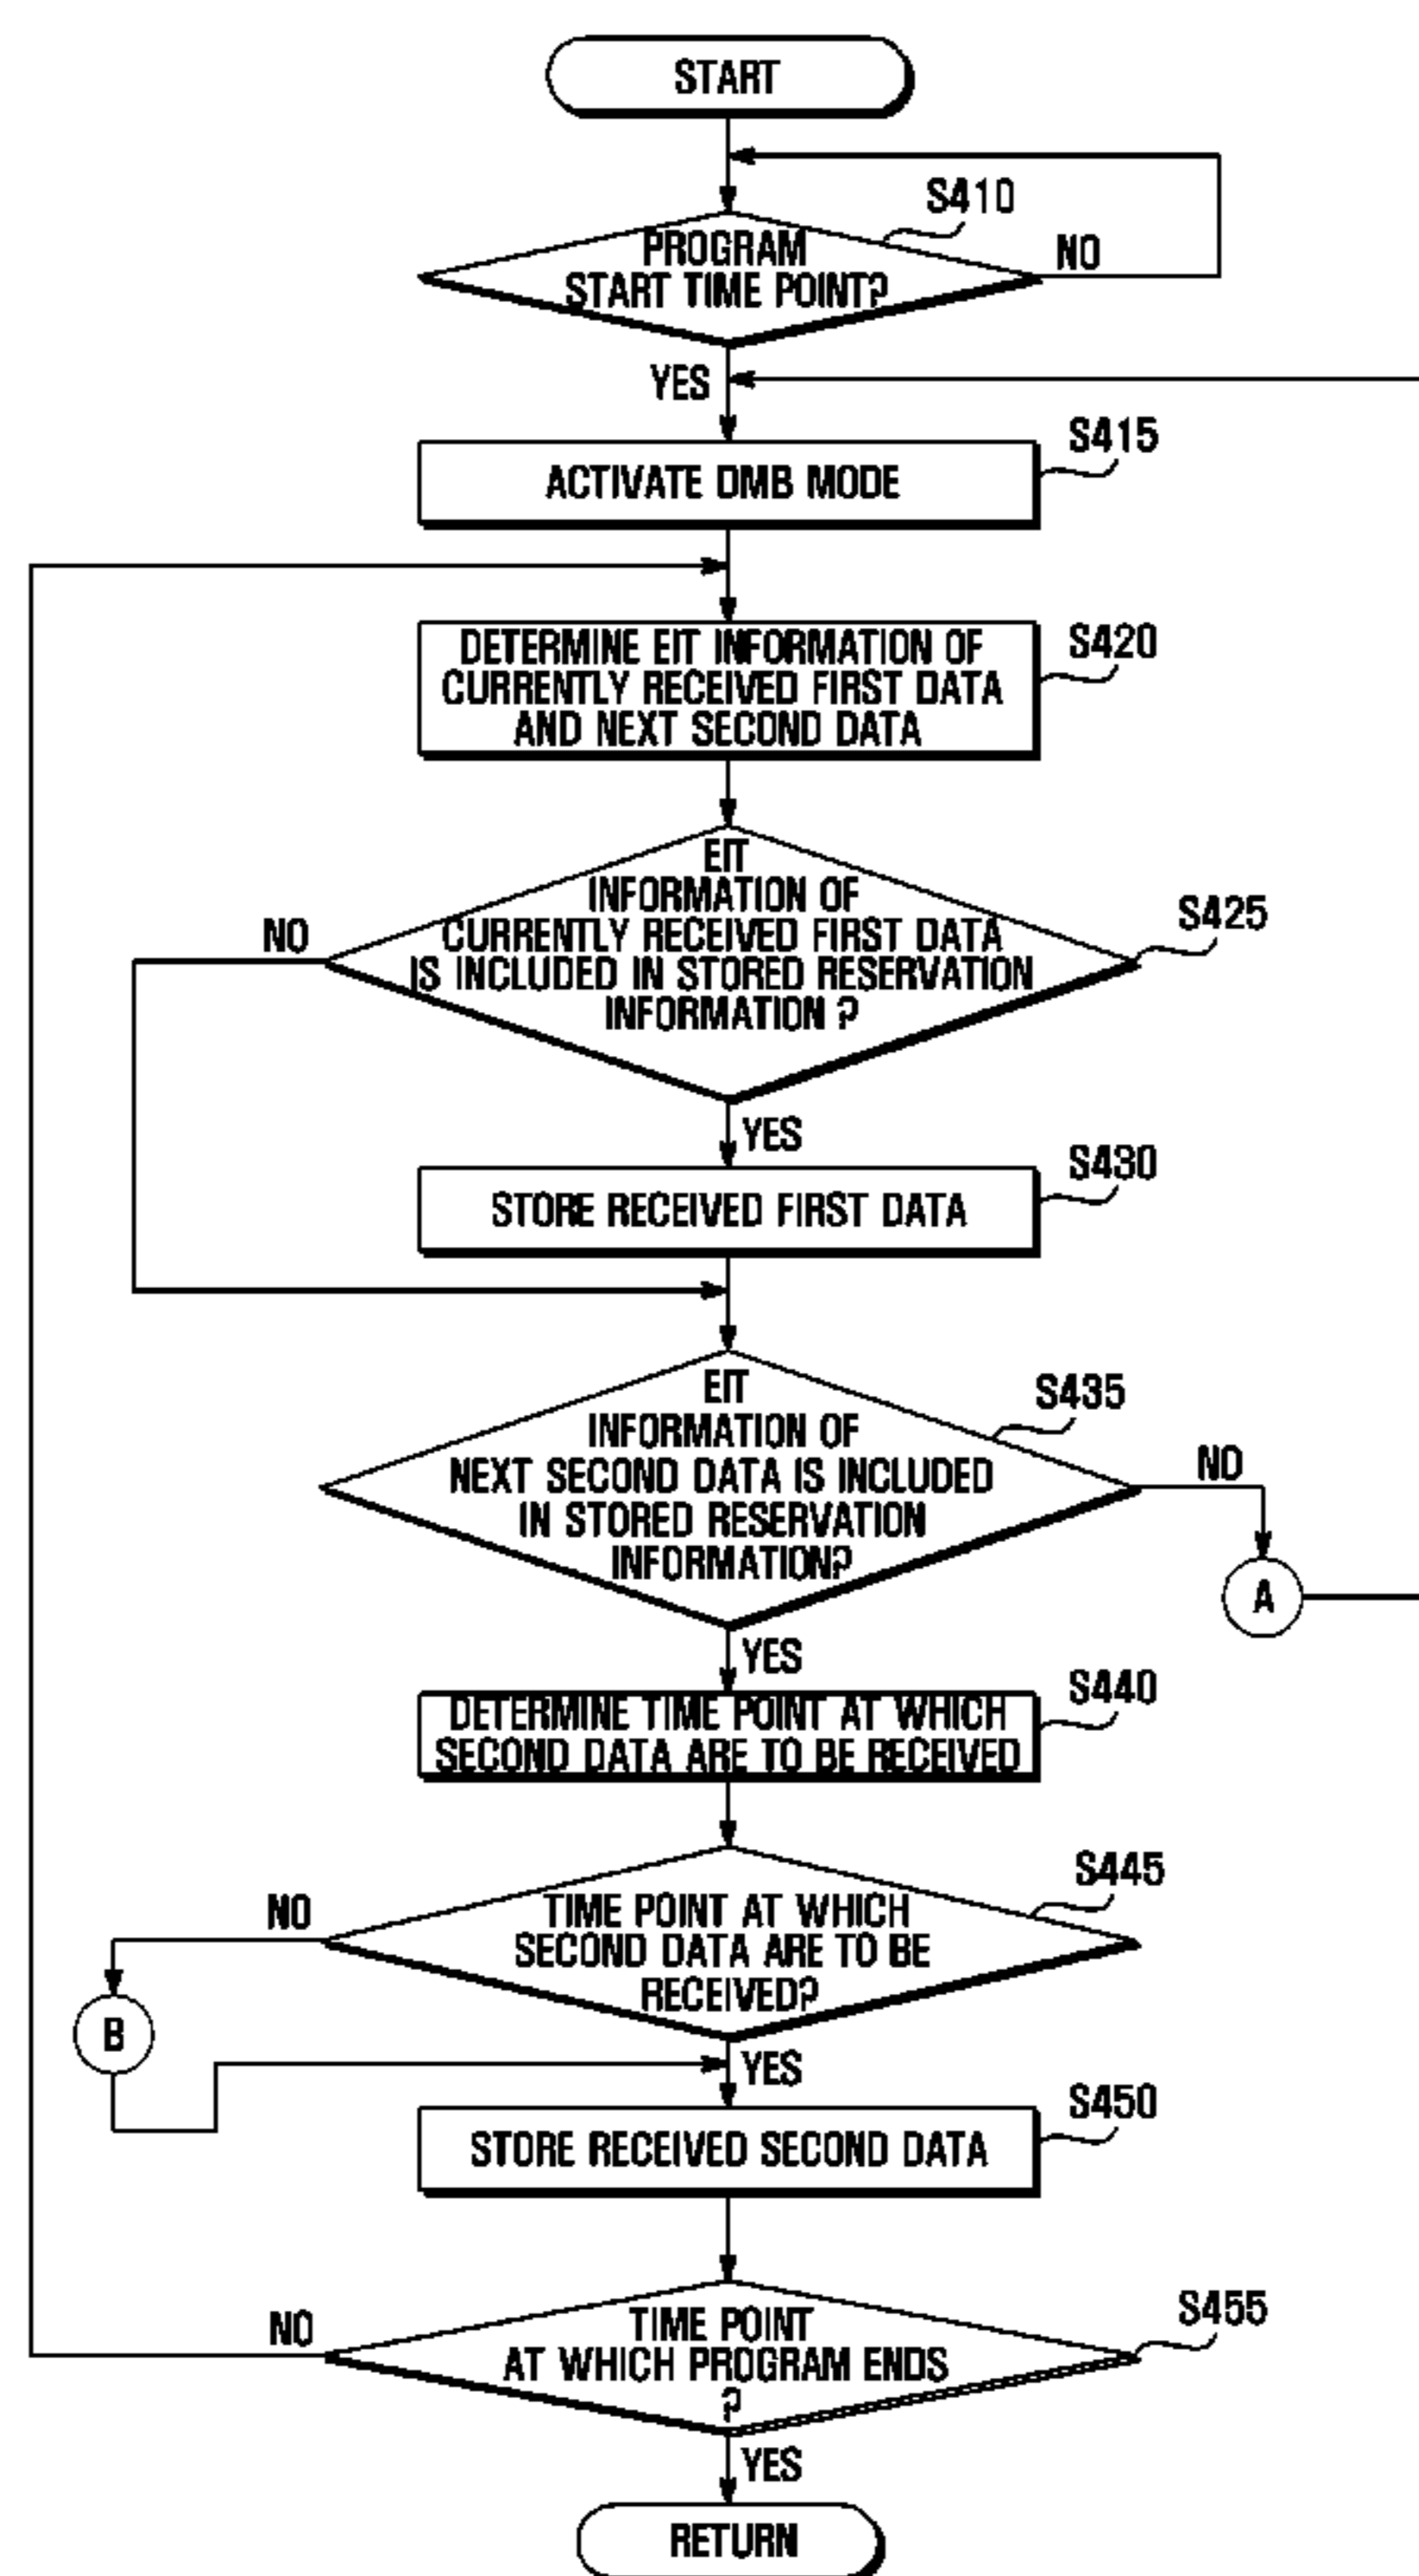 START
S410
PROGRAM
START TIME POINT?
NO
YES
S415
ACTIVATE DMB MODE
S420
DETERMINE EIT INFORMATION OF
CURRENTLY RECEIVED FIRST DATA
AND NEXT SECOND DATA
S425
EIT
INFORMATION OF
CURRENTLY RECEIVED FIRST DATA
IS INCLUDED IN STORED RESERVATION
INFORMATION ?
NO
YES
S430
STORE RECEIVED FIRST DATA
S435
EIT
INFORMATION OF
NEXT SECOND DATA IS INCLUDED
IN STORED RESERVATION
INFORMATION?
NO
A
YES
S440
DETERMINE TIME POINT AT WHICH
SECOND DATA ARE TO BE RECEIVED
S445
TIME POINT AT WHICH
SECOND DATA ARE TO BE
RECEIVED?
NO
B
YES
S450
STORE RECEIVED SECOND DATA
S455
TIME POINT
AT WHICH PROGRAM ENDS
?
NO
YES
RETURN